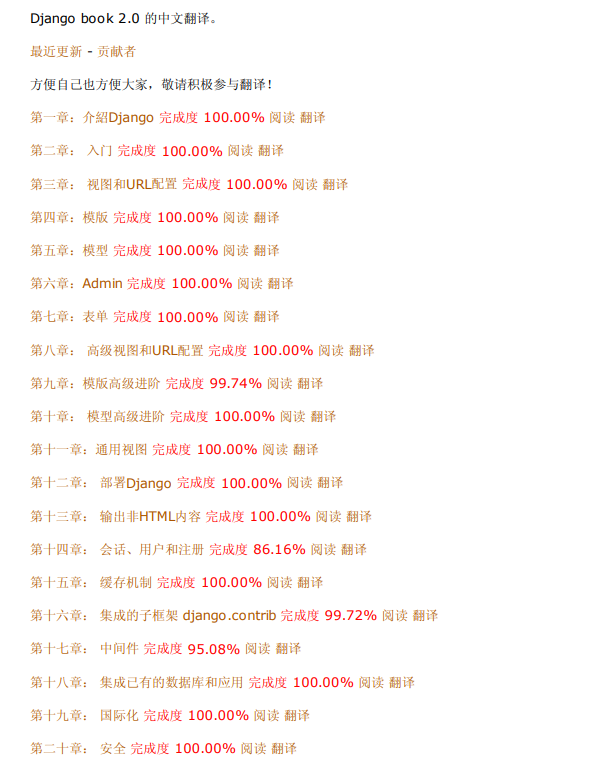 Django book 2.0 的中文翻译。
最近更新 - 贡献者
方便自己也方便大家，敬请积极参与翻译！
第一章：介绍Django 完成度 100.00% 阅读 翻译
第二章： 入门 完成度 100.00% 阅读 翻译
第三章： 视图和URL配置 完成度 100.00% 阅读 翻译
第四章：模版 完成度 100.00% 阅读 翻译
第五章：模型 完成度 100.00% 阅读 翻译
第六章：Admin 完成度 100.00% 阅读 翻译
第七章：表单 完成度 100.00% 阅读 翻译
第八章： 高级视图和URL配置 完成度 100.00% 阅读 翻译
第九章：模版高级进阶 完成度 99.74% 阅读 翻译
第十章： 模型高级进阶 完成度 100.00% 阅读 翻译
第十一章：通用视图 完成度 100.00% 阅读 翻译
第十二章： 部署Django 完成度 100.00% 阅读 翻译
第十三章： 输出非HTML内容 完成度 100.00% 阅读 翻译
第十四章： 会话、用户和注册 完成度 86.16% 阅读 翻译
第十五章： 缓存机制 完成度 100.00% 阅读 翻译
第十六章： 集成的子框架 django.contrib 完成度 99.72% 阅读 翻译
第十七章： 中间件 完成度 95.08% 阅读 翻译
第十八章： 集成已有的数据库和应用 完成度 100.00% 阅读 翻译
第十九章： 国际化 完成度 100.00% 阅读 翻译
第二十章： 安全 完成度 100.00% 阅读 翻译